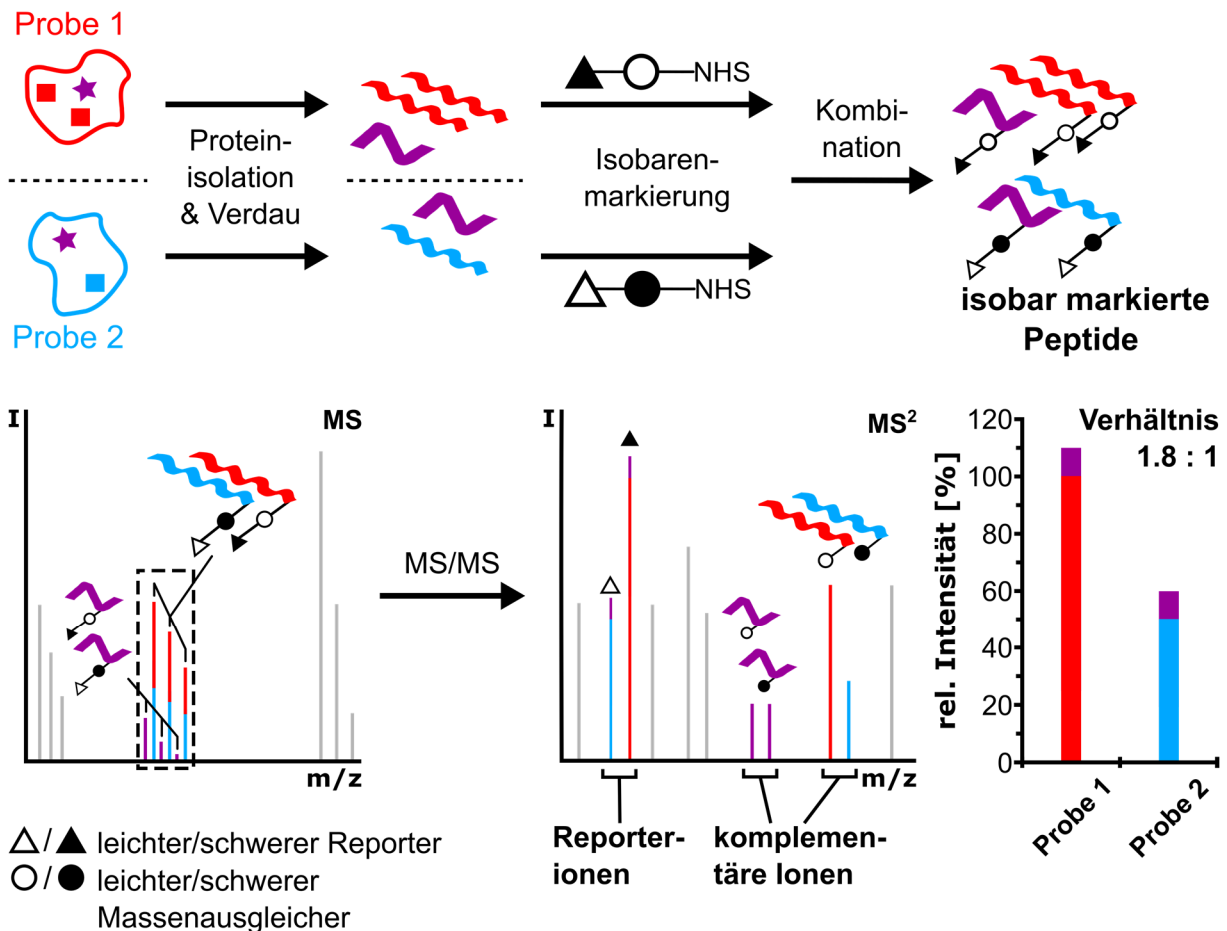 Probe 1
Probe 2
Protein-
isolation
& Verdau
NHS
Isobaren-
markierung
NHS
Kombi-
nation
isobar markierte
Peptide
I
MS
m/z
MS/MS
I
MS²
m/z
Reporter-
ionen
komplemen-
täre Ionen
Verhältnis
1.8 : 1
rel. Intensität [%]
120
100
80
60
40
20
0
Probe 1
Probe 2
/ leichter/schwerer Reporter
/ leichter/schwerer
Massenausgleicher